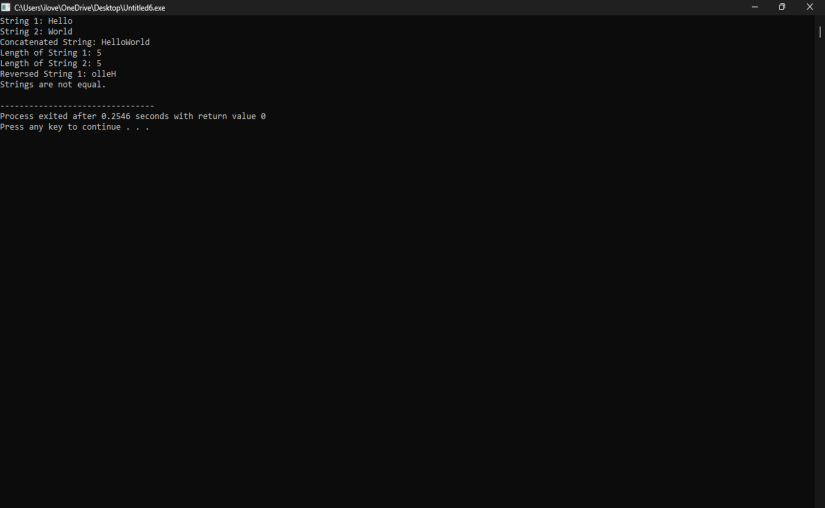 C:\Users\ilove\OneDrive\Desktop\Untitled6.exe
String 1: Hello
String 2: World
Concatenated String: HelloWorld
Length of String 1: 5
Length of String 2: 5
Reversed String 1: olleH
Strings are not equal.
--------------------------------
Process exited after 0.2546 seconds with return value 0
Press any key to continue . . .